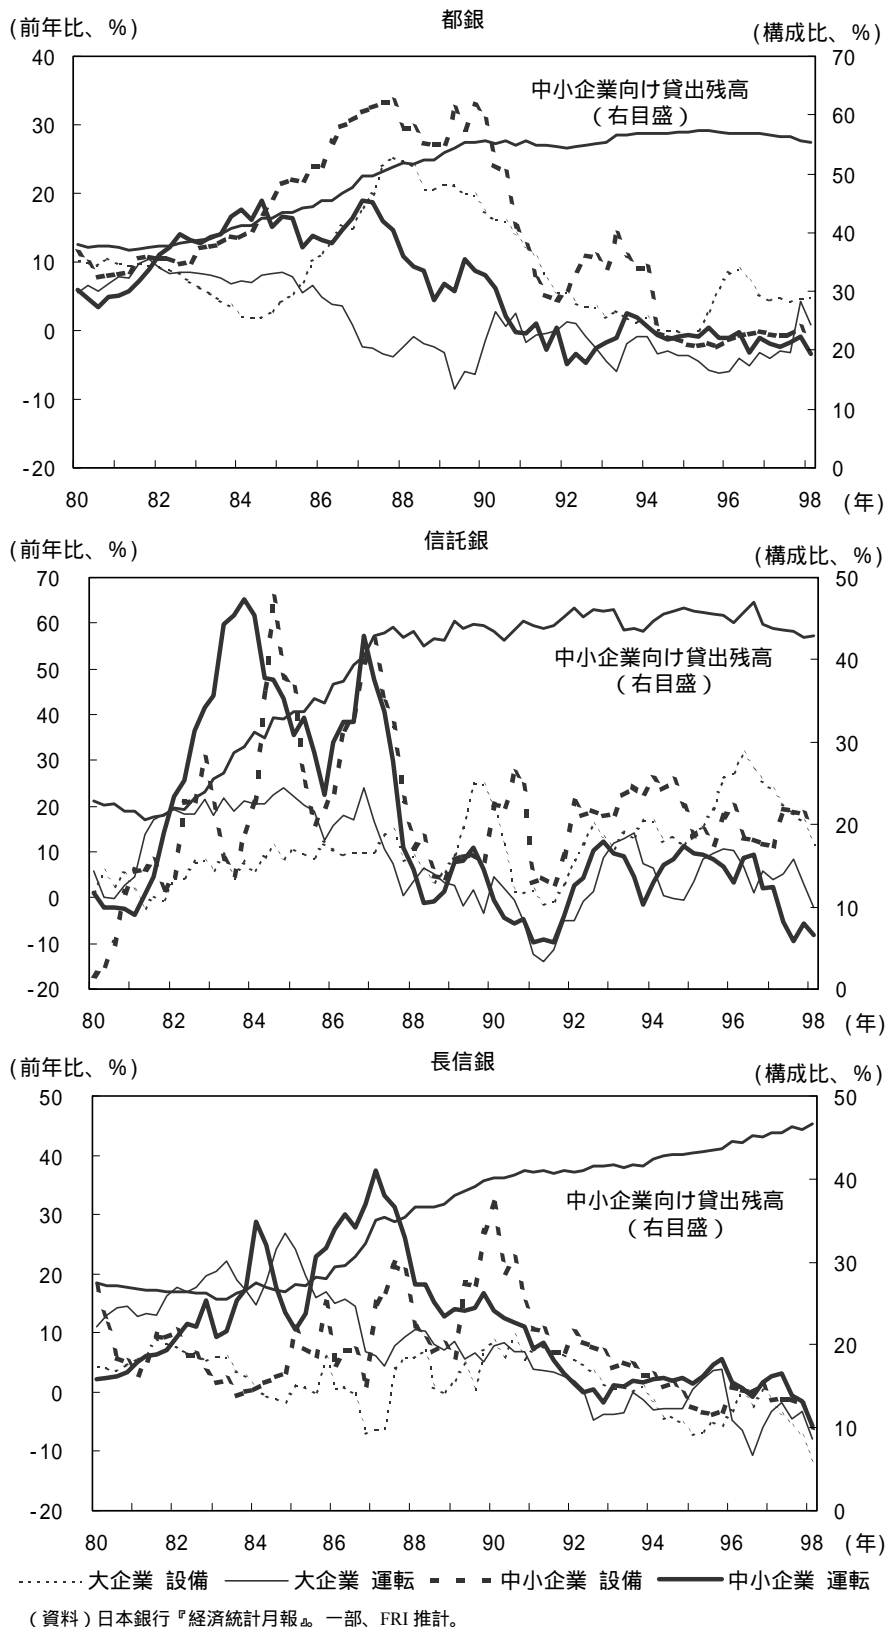 都銀
(前年比、%) (構成比、%)
40 70
30 60
20 50
10 40
0 30
-10 20
-20 10
0
中小企業向け貸出残高
(右目盛)
80 82 84 86 88 90 92 94 96 98 (年)
信託銀
(前年比、%) (構成比、%)
70 50
60
50 40
40
30 30
20 20
10
0 10
-10
-20 0
中小企業向け貸出残高
(右目盛)
80 82 84 86 88 90 92 94 96 98 (年)
長信銀
(前年比、%) (構成比、%)
50 50
40 40
30
20 30
10 20
0
-10 10
-20 0
中小企業向け貸出残高
(右目盛)
80 82 84 86 88 90 92 94 96 98 (年)
大企業 設備 大企業 運転 中小企業 設備 中小企業 運転
(資料)日本銀行『経済統計月報』。一部、FRI 推計。